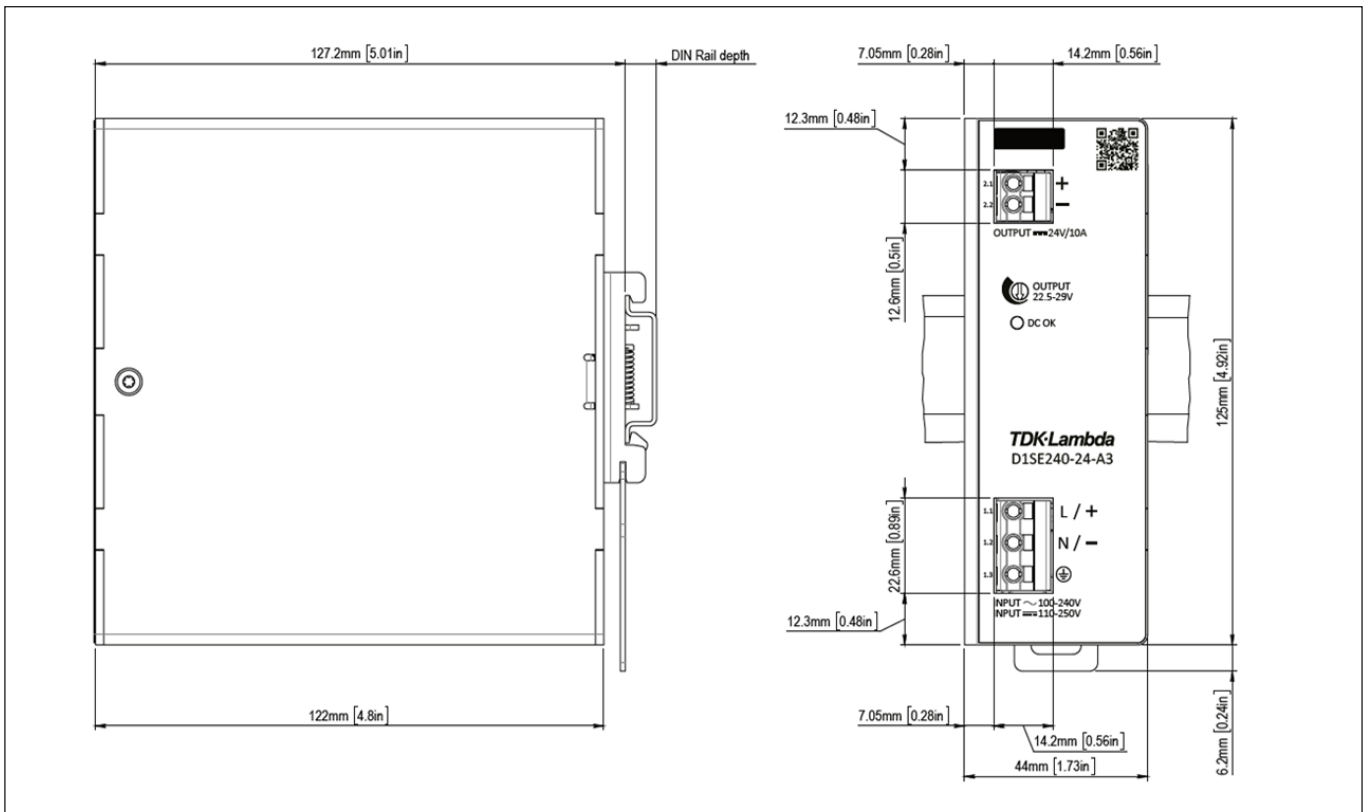 127.2mm [5.01in]
DIN Rail depth
122mm [4.8in]
7.05mm [0.28in]
14.2mm [0.56in]
12.3mm [0.48in]
2.1
+
2.2
−
OUTPUT ⎓24V/10A
12.6mm [0.5in]
OUTPUT
22.5-29V
DC OK
125mm [4.92in]
TDK·Lambda
D1SE240-24-A3
1.1
L / +
1.2
N / −
1.3
22.6mm [0.89in]
INPUT ～ 100-240V
INPUT ⎓ 110-250V
12.3mm [0.48in]
7.05mm [0.28in]
14.2mm [0.56in]
44mm [1.73in]
6.2mm [0.24in]